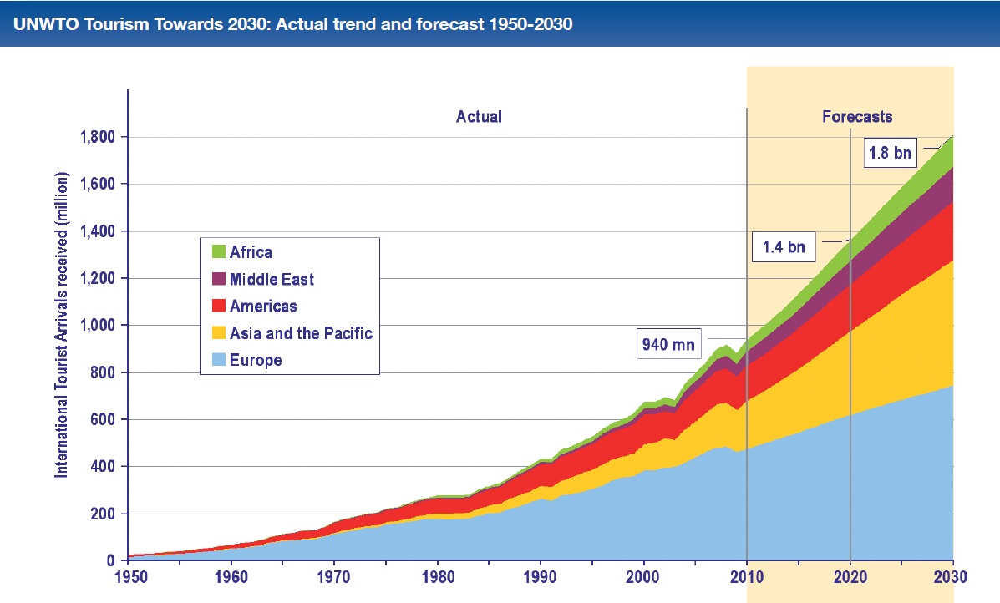 UNWTO Tourism Towards 2030: Actual trend and forecast 1950-2030
International Tourist Arrivals received (million)
Actual
Forecasts
1,800
1,600
1,400
1,200
1,000
800
600
400
200
0
1.8 bn
1.4 bn
940 mn
Africa
Middle East
Americas
Asia and the Pacific
Europe
1950 1960 1970 1980 1990 2000 2010 2020 2030